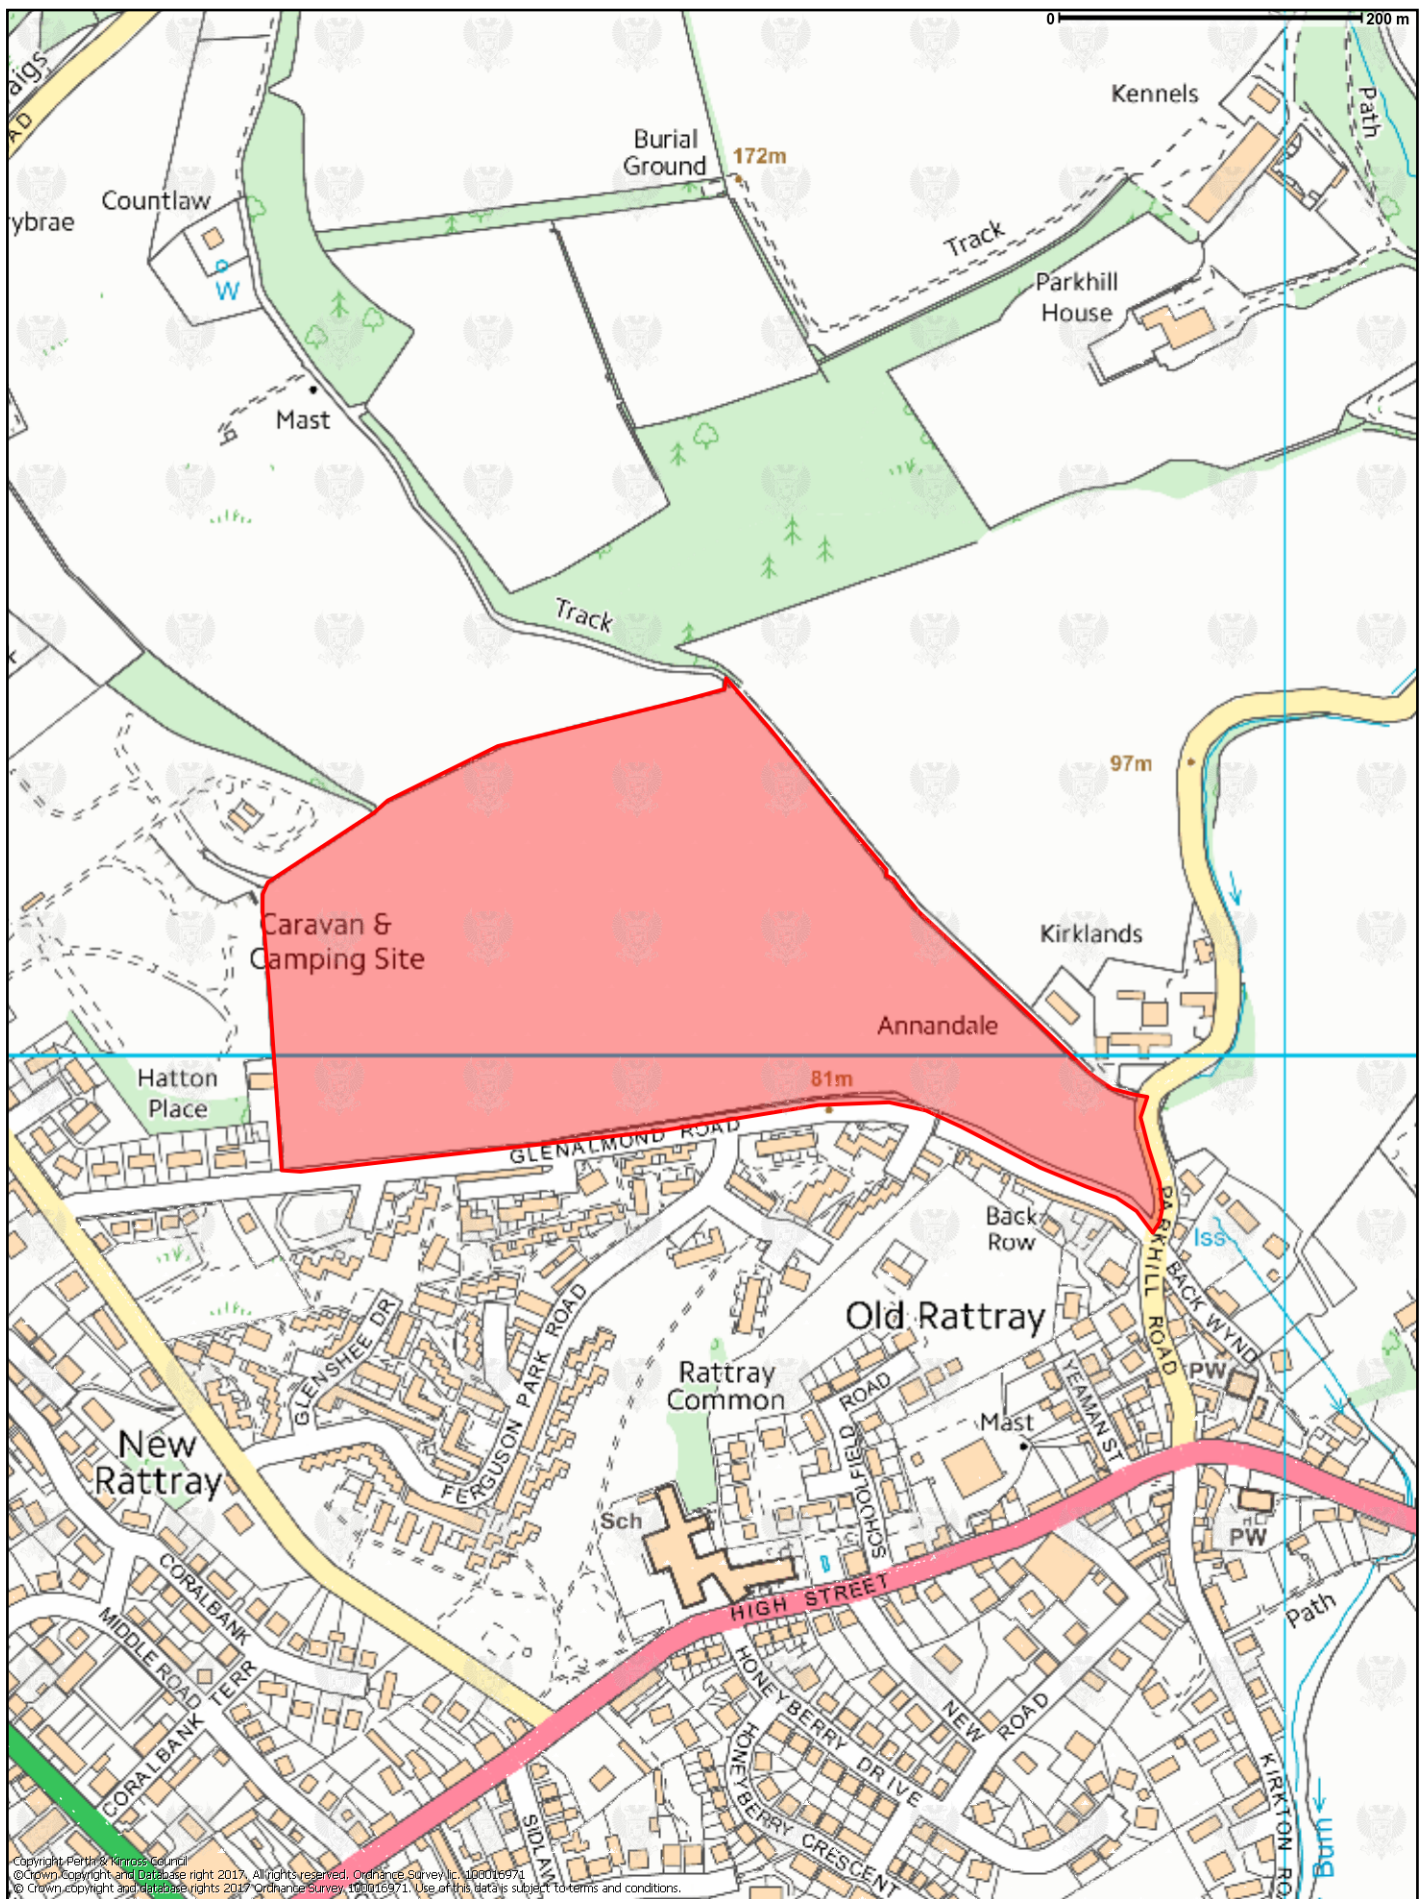 0
200 m
Kennels
aigs
AD
Path
Burial
Ground
172m
Countlaw
ybrae
Track
W
Parkhill
House
Mast
Track
97m
Caravan &
Camping Site
Kirklands
Annandale
81m
Hatton
Place
GLENALMOND ROAD
Back
Row
PARKHILL ROAD
Iss
BACK WYND
Old Rattray
GLENSHEE DR
FERGUSON PARK ROAD
Rattray
Common
SCHOOLFIELD ROAD
YEAMAN ST
PW
Mast
New
Rattray
Sch
PW
HIGH STREET
Path
CORALBANK TERR
MIDDLE ROAD
CORALBANK
HONEYBERRY DRIVE
NEW ROAD
HONEYBERRY CRESCENT
SIDLAW
KIRKTON RO
Burn
Copyright Perth & Kinross Council
©Crown Copyright and Database right 2017. All rights reserved. Ordnance Survey lic. 100016971
© Crown copyright and database rights 2017 Ordnance Survey 100016971. Use of this data is subject to terms and conditions.